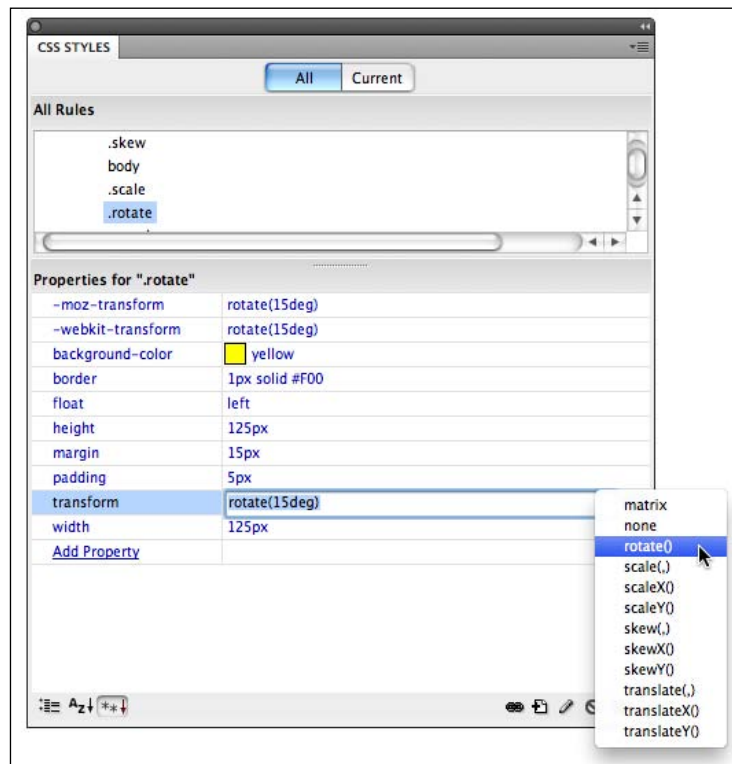 CSS STYLES
All Current
All Rules
.skew
body
.scale
.rotate
Properties for ".rotate"
-moz-transform rotate(15deg)
-webkit-transform rotate(15deg)
background-color yellow
border 1px solid #F00
float left
height 125px
margin 15px
padding 5px
transform rotate(15deg)
width 125px
Add Property
matrix
none
rotate()
scale(,)
scaleX()
scaleY()
skew(,)
skewX()
skewY()
translate(,)
translateX()
translateY()
Az↓ **↓